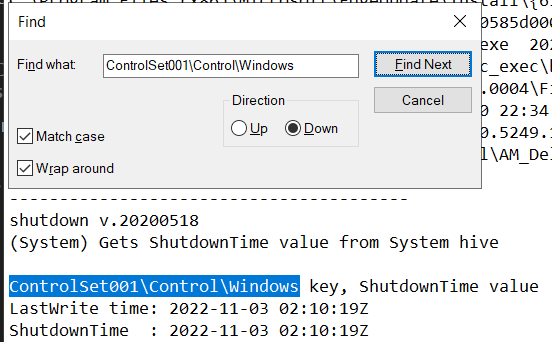 Find
Find what: ControlSet001\Control\Windows
Find Next
Cancel
Direction
Up Down
Match case
Wrap around
0585d000
exe 202
c_exec\
.0004\Fi
0 22:34
0.5249.1
l\AM_Del
----------------------------------------
shutdown v.20200518
(System) Gets ShutdownTime value from System hive
ControlSet001\Control\Windows key, ShutdownTime value
LastWrite time: 2022-11-03 02:10:19Z
ShutdownTime  : 2022-11-03 02:10:19Z